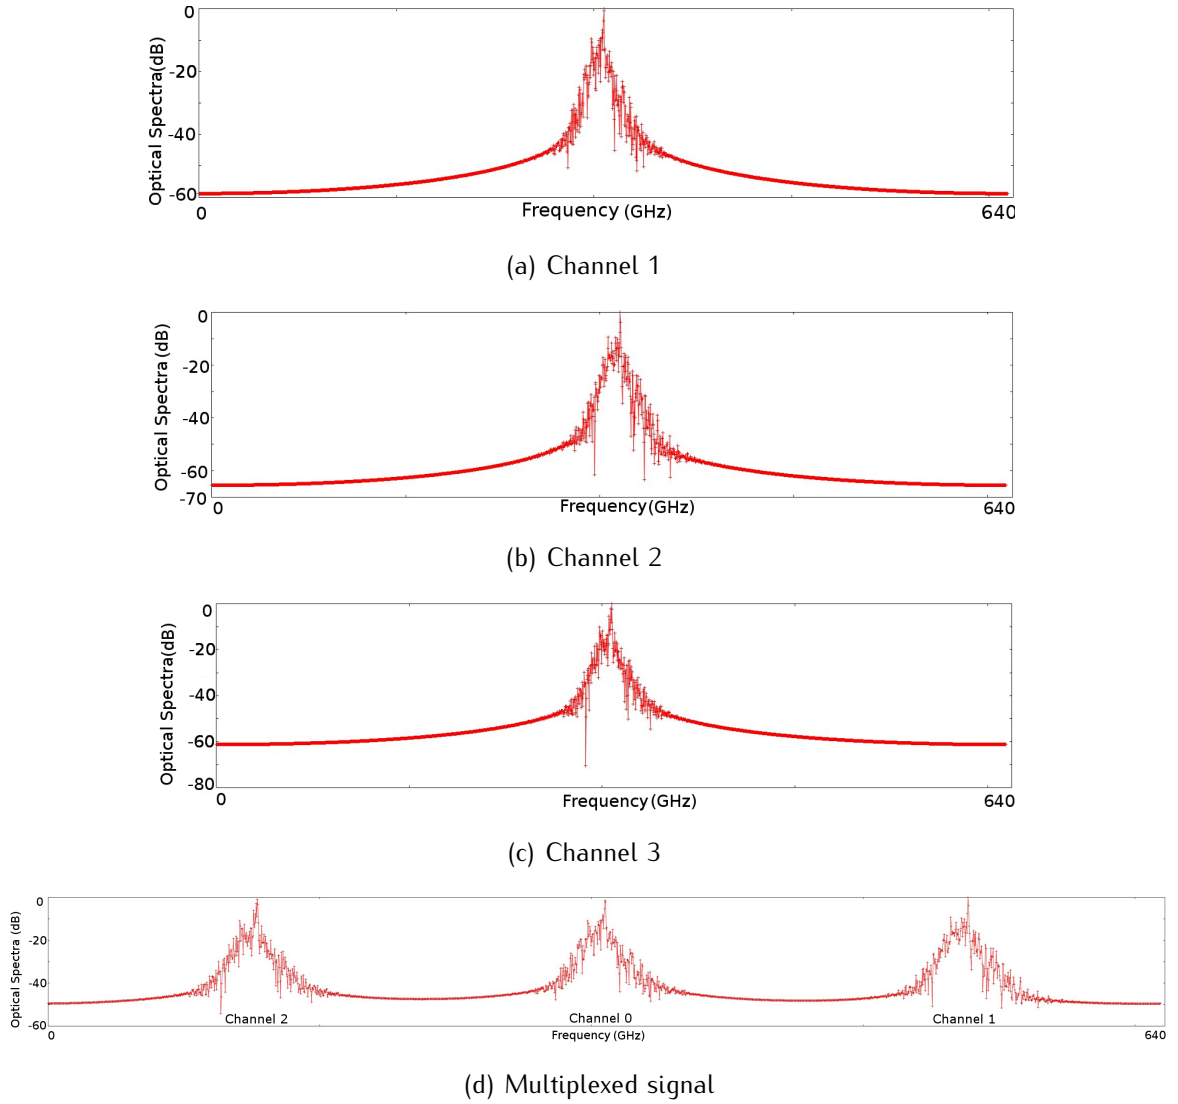 0
-20
-40
-60
Optical Spectra(dB)
0
Frequency (GHz)
640
(a) Channel 1
0
-20
-40
-60
-70
Optical Spectra (dB)
0
Frequency(GHz)
640
(b) Channel 2
0
-20
-40
-60
-80
Optical Spectra(dB)
0
Frequency(GHz)
640
(c) Channel 3
0
-20
-40
-60
Optical Spectra (dB)
Channel 2
Channel 0
Channel 1
0
Frequency(GHz)
640
(d) Multiplexed signal